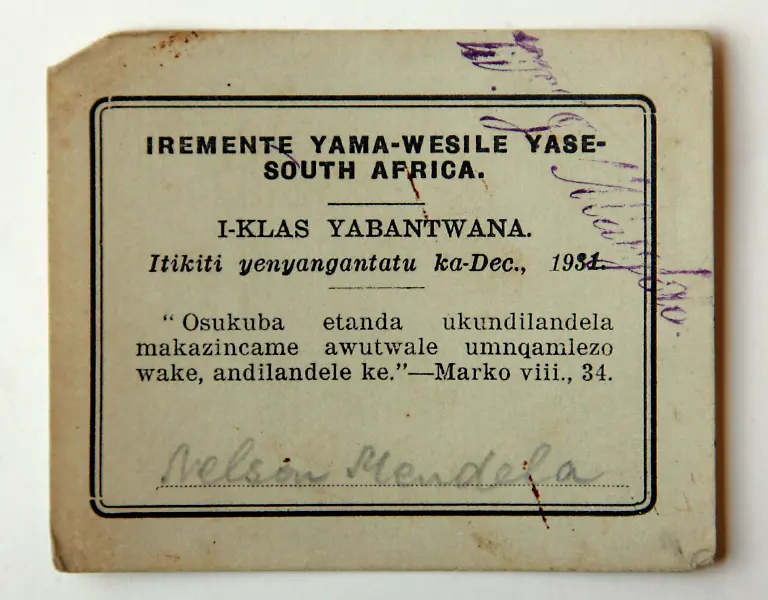 IREMENTE YAMA-WESILE YASE-
SOUTH AFRICA.
I-KLAS YABANTWANA.
Itikiti yenyangantatu ka-Dec., 1931.
“ Osukuba etanda ukundilandela
makazincame awutwale umnqamlezo
wake, andilandele ke.”—Marko viii., 34.
Nelson Mendela